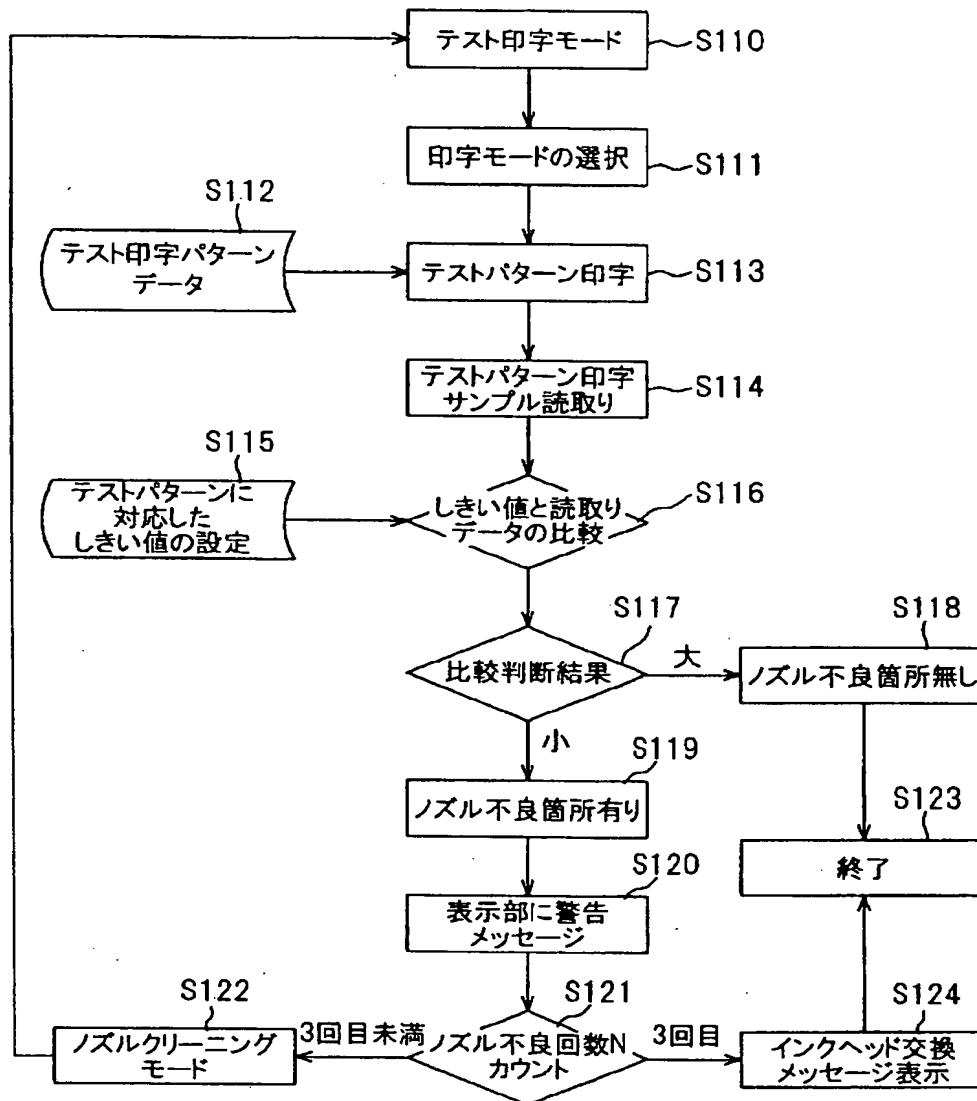 テスト印字モード
S110
印字モードの選択
S111
S112
テスト印字パターン
データ
テストパターン印字
S113
テストパターン印字
サンプル読取り
S114
S115
テストパターンに
対応した
しきい値の設定
しきい値と読取り
データの比較
S116
S117
比較判断結果
大
S118
ノズル不良箇所無し
小
S119
ノズル不良箇所有り
S123
終了
S120
表示部に警告
メッセージ
S121
ノズル不良回数N
カウント
3回目未満
S122
ノズルクリーニング
モード
3回目
S124
インクヘッド交換
メッセージ表示